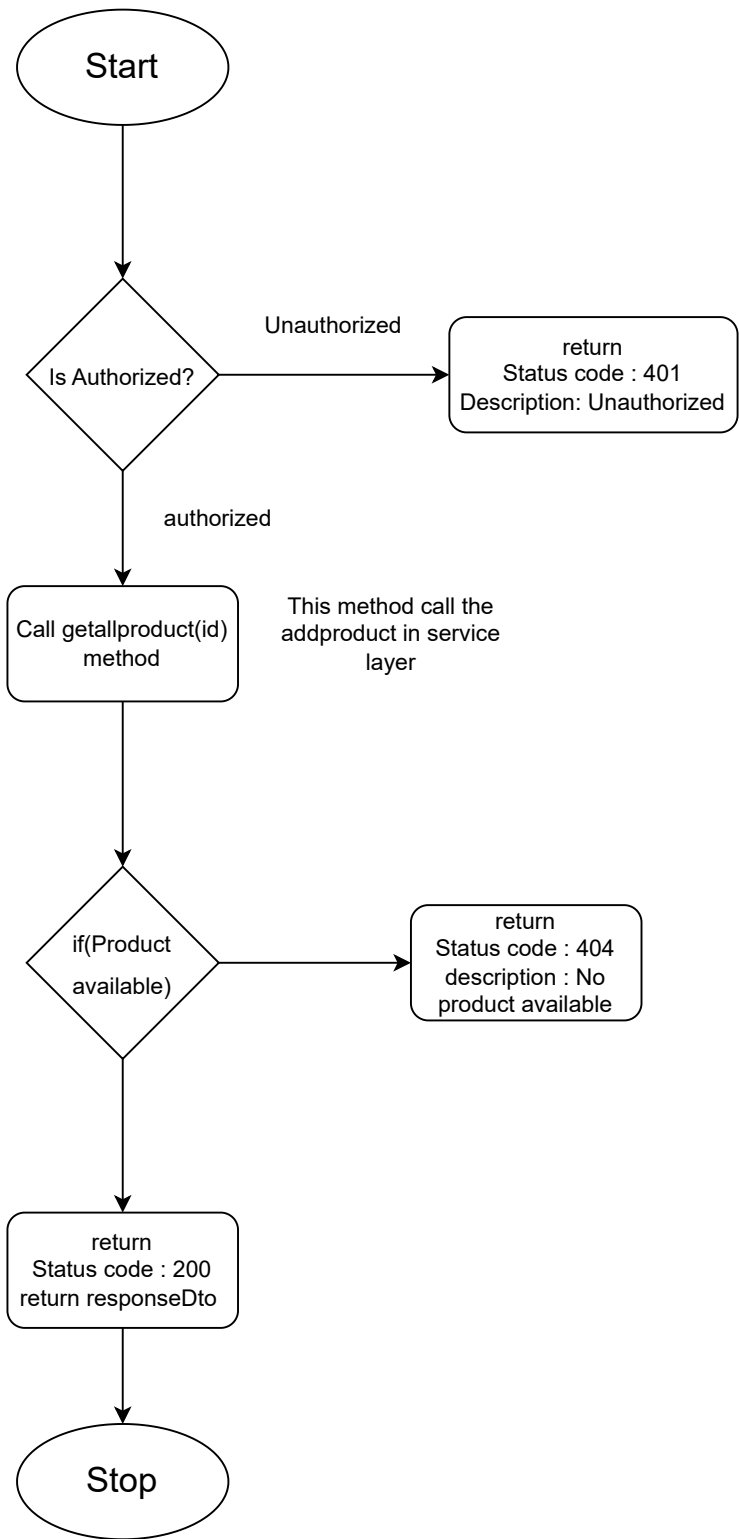 Start
Is Authorized?
Unauthorized
return
Status code : 401
Description: Unauthorized
authorized
Call getallproduct(id)
method
This method call the
addproduct in service
layer
if(Product
available)
return
Status code : 404
description : No
product available
return
Status code : 200
return responseDto
Stop